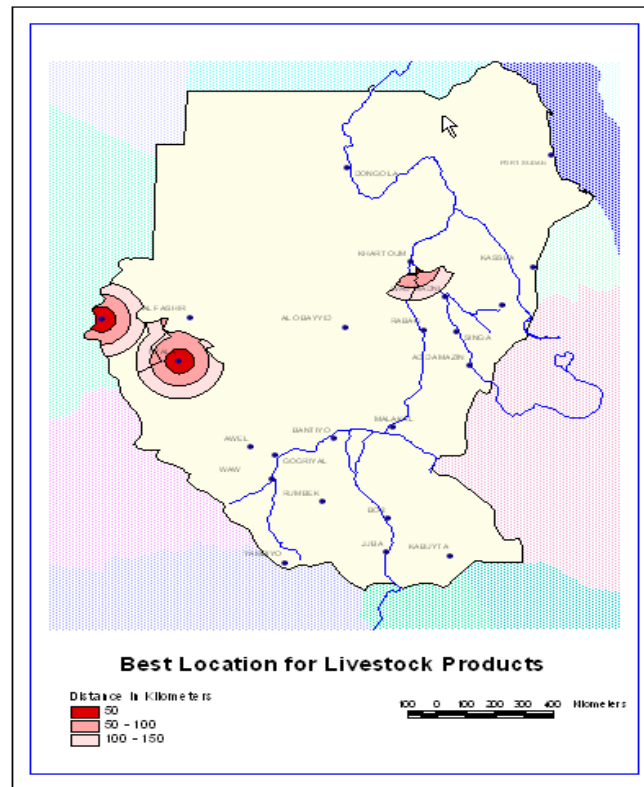 DONGOLA
PORT SUDAN
KHARTOUM
KASSLA
AL FASHIR
AL OBAYYID
RABAK
SINGA
AD DAMAZIN
MALAKAL
BANTIYO
AWEL
GOGRIYAL
WAW
RUMBEK
BOR
JUBA
KABUYTA
YAMBIYO
Best Location for Livestock Products
Distance in Kilometers
50
50 - 100
100 - 150
100 0 100 200 300 400 Kilometers